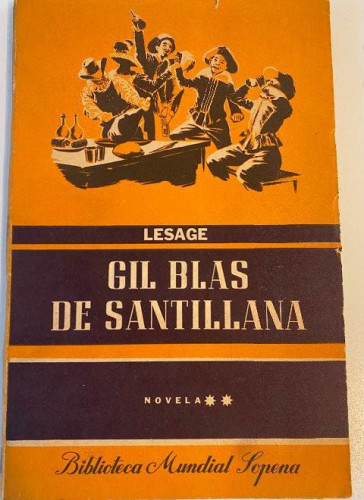 LESAGE
GIL BLAS
DE SANTILLANA
NOVELA**
Biblioteca Mundial Sopena